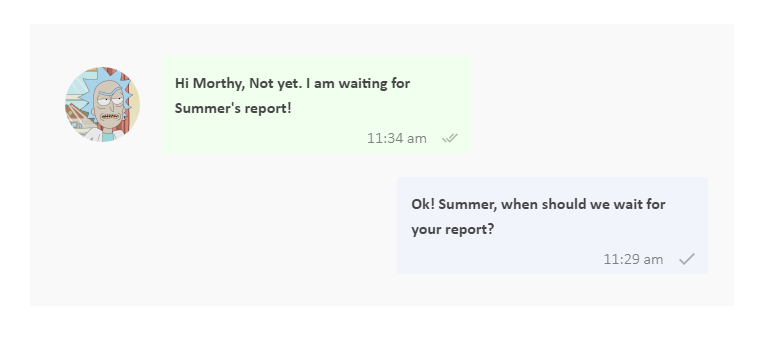 Hi Morthy, Not yet. I am waiting for
Summer's report!
11:34 am
Ok! Summer, when should we wait for
your report?
11:29 am